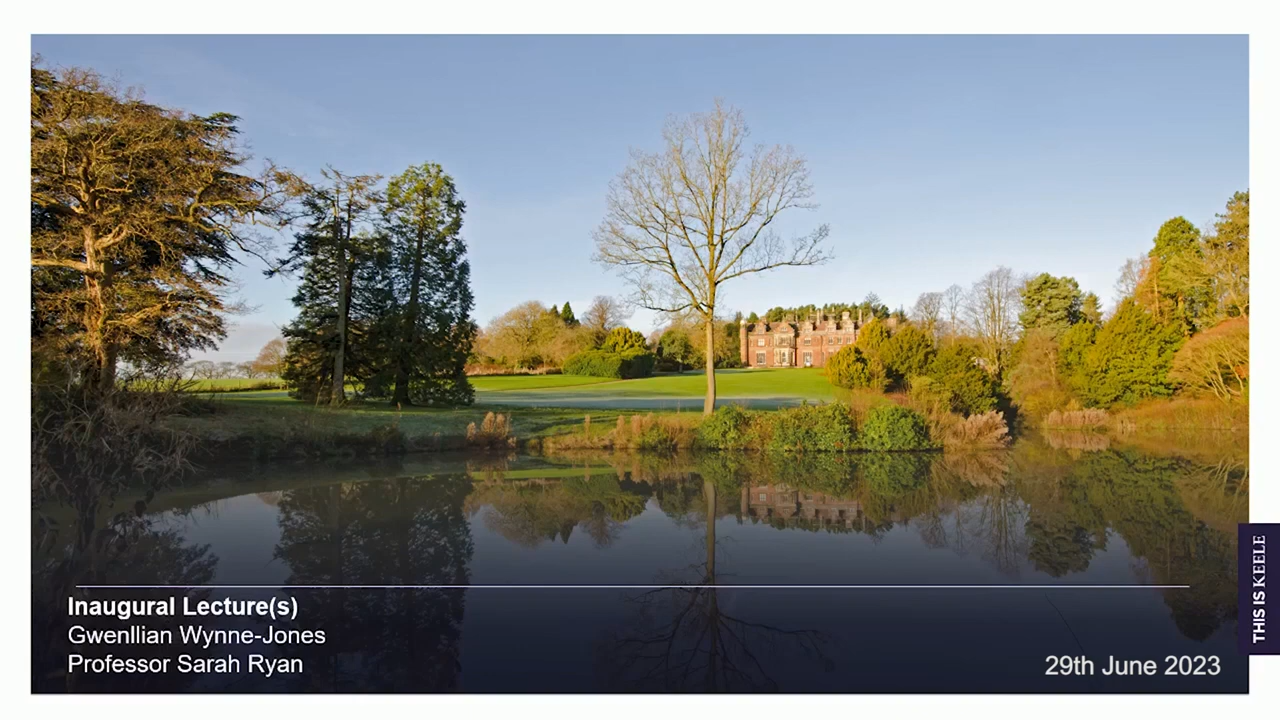 Inaugural Lecture(s)
Gwenllian Wynne-Jones
Professor Sarah Ryan
29th June 2023
THIS IS KEELE